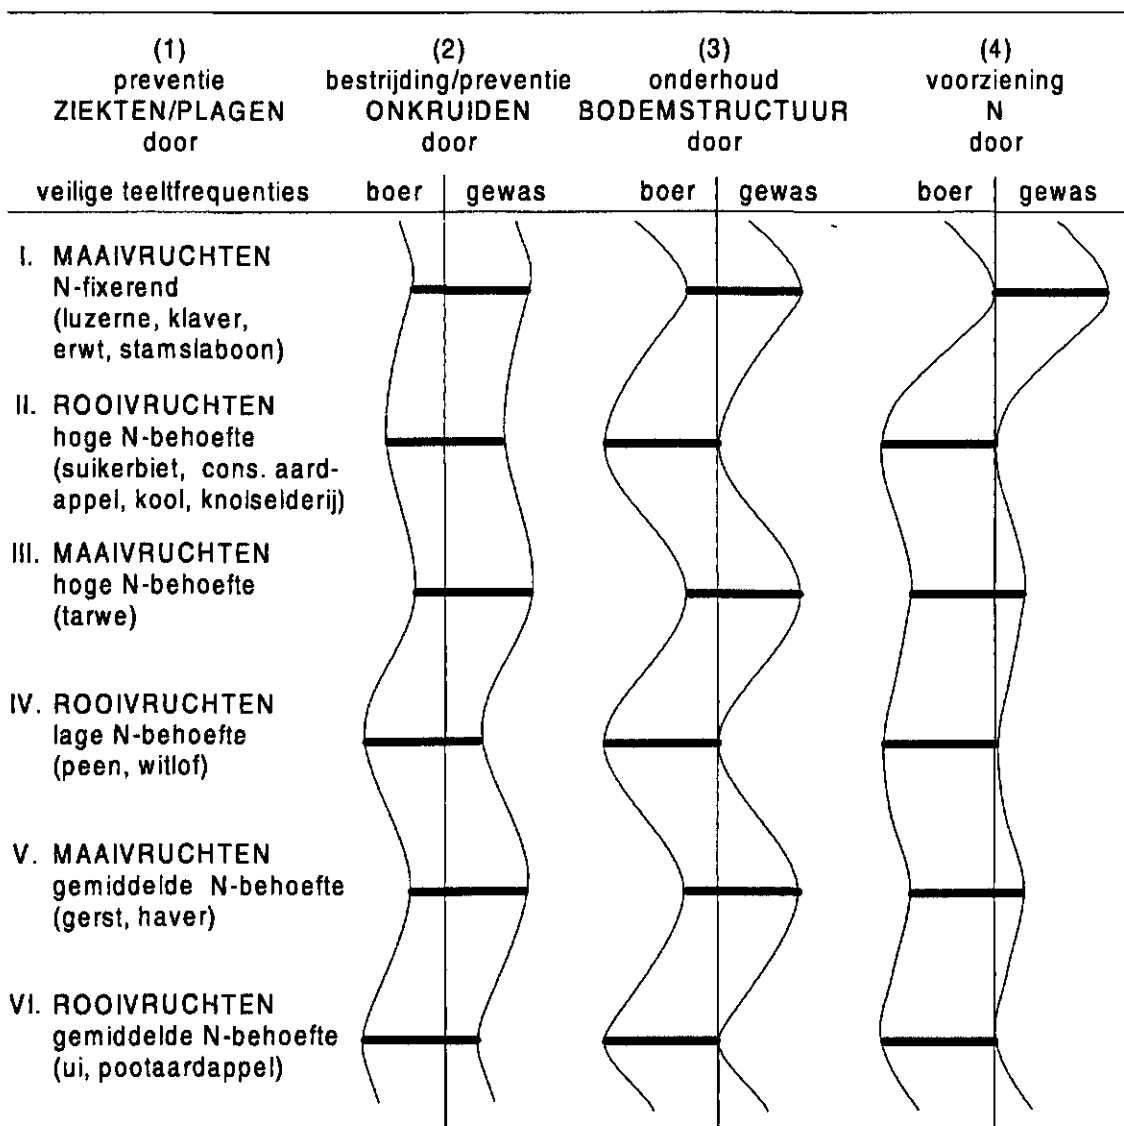 (1) (2) (3) (4)
preventie bestrijding/preventie onderhoud voorziening
ZIEKTEN/PLAGEN ONKRUIDEN BODEMSTRUCTUUR N
door door door door
veilige teeltfrequenties boer gewas boer gewas boer gewas
I. MAAIVRUCHTEN
N-fixerend
(luzerne, klaver,
erwt, stamslaboon)
II. ROOIVRUCHTEN
hoge N-behoefte
(suikerbiet, cons. aard-
appel, kool, knolselderij)
III. MAAIVRUCHTEN
hoge N-behoefte
(tarwe)
IV. ROOIVRUCHTEN
lage N-behoefte
(peen, witlof)
V. MAAIVRUCHTEN
gemiddelde N-behoefte
(gerst, haver)
VI. ROOIVRUCHTEN
gemiddelde N-behoefte
(ui, pootaardappel)